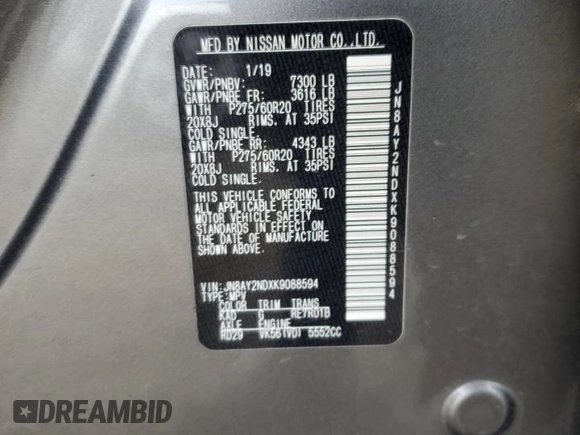 MFD BY NISSAN MOTOR CO.,LTD.
DATE: 1/19
GVWR/PNBV: 7300 LB
GAWR/PNBE FR: 3616 LB
WITH P275/60R20 TIRES
20X8J RIMS. AT 35PSI
COLD SINGLE.
GAWR/PNBE RR: 4343 LB
WITH P275/60R20 TIRES
20X8J RIMS. AT 35PSI
COLD SINGLE.
THIS VEHICLE CONFORMS TO
ALL APPLICABLE FEDERAL
MOTOR VEHICLE SAFETY
STANDARDS IN EFFECT ON
THE DATE OF MANUFACTURE
SHOWN ABOVE.
VIN: JN8AY2NDXK9088594
TYPE:MPV
COLOR TRIM TRANS
KAD G RE7R01B
AXLE ENGINE
RD29 VK56(VD) 5552CC
JN8AY2NDXK9088594
DREAMBID